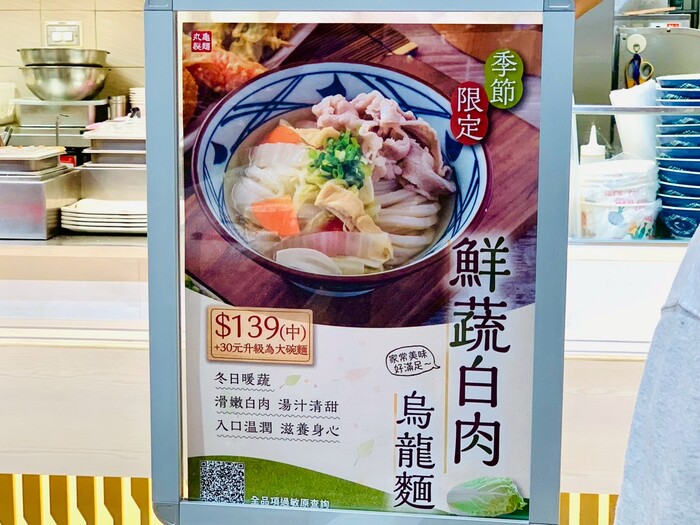 丸亀
製麺
季節
限定
鮮蔬白肉
烏龍麵
家常美味
好滿足~
$139(中)
+30元升級為大碗麵
冬日暖蔬
滑嫩白肉 湯汁清甜
入口温潤 滋養身心
全品項過敏原查詢